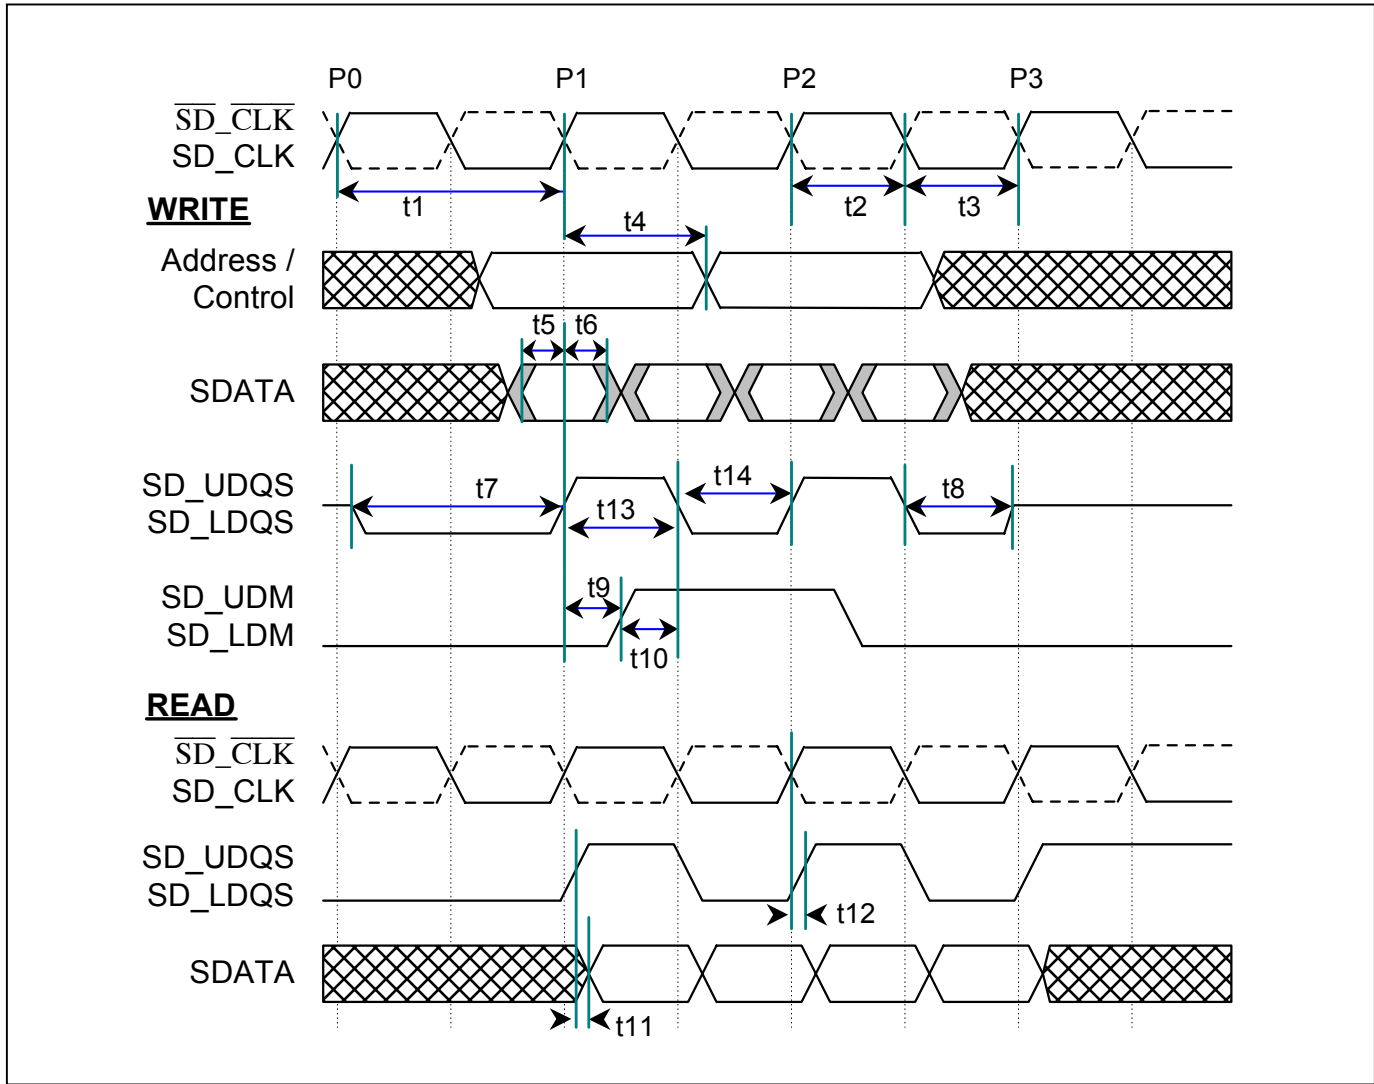 P0 P1 P2 P3
SD_CLK
SD_CLK
t1 t2 t3
WRITE
t4
Address /
Control
t5 t6
SDATA
SD_UDQS
SD_LDQS
t7 t13 t14 t8
SD_UDM
SD_LDM
t9
t10
READ
SD_CLK
SD_CLK
SD_UDQS
SD_LDQS
t12
SDATA
t11